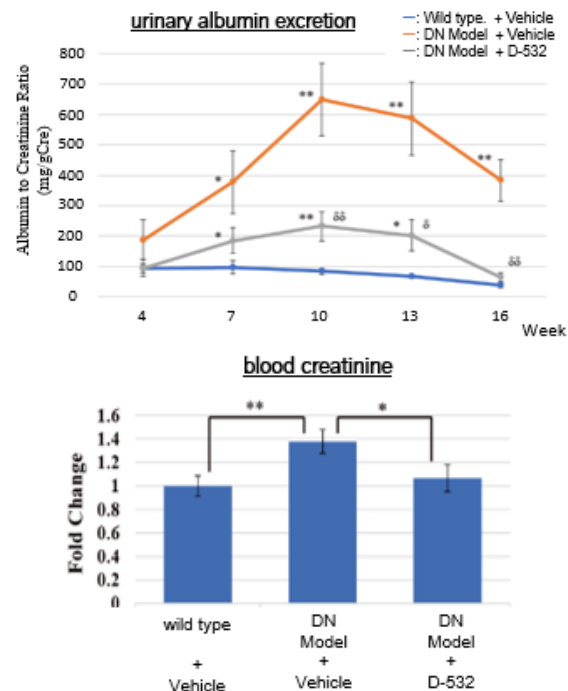 urinary albumin excretion
-: Wild type. + Vehicle
-: DN Model + Vehicle
-: DN Model + D-532
Albumin to Creatinine Ratio
(mg/gCre)
800
700
600
500
400
300
200
100
0
* ** ** **
* ** δδ * δ δδ
4 7 10 13 16
Week
blood creatinine
** *
Fold Change
1.6
1.4
1.2
1
0.8
0.6
0.4
0.2
0
wild type
+
Vehicle
DN
Model
+
Vehicle
DN
Model
+
D-532